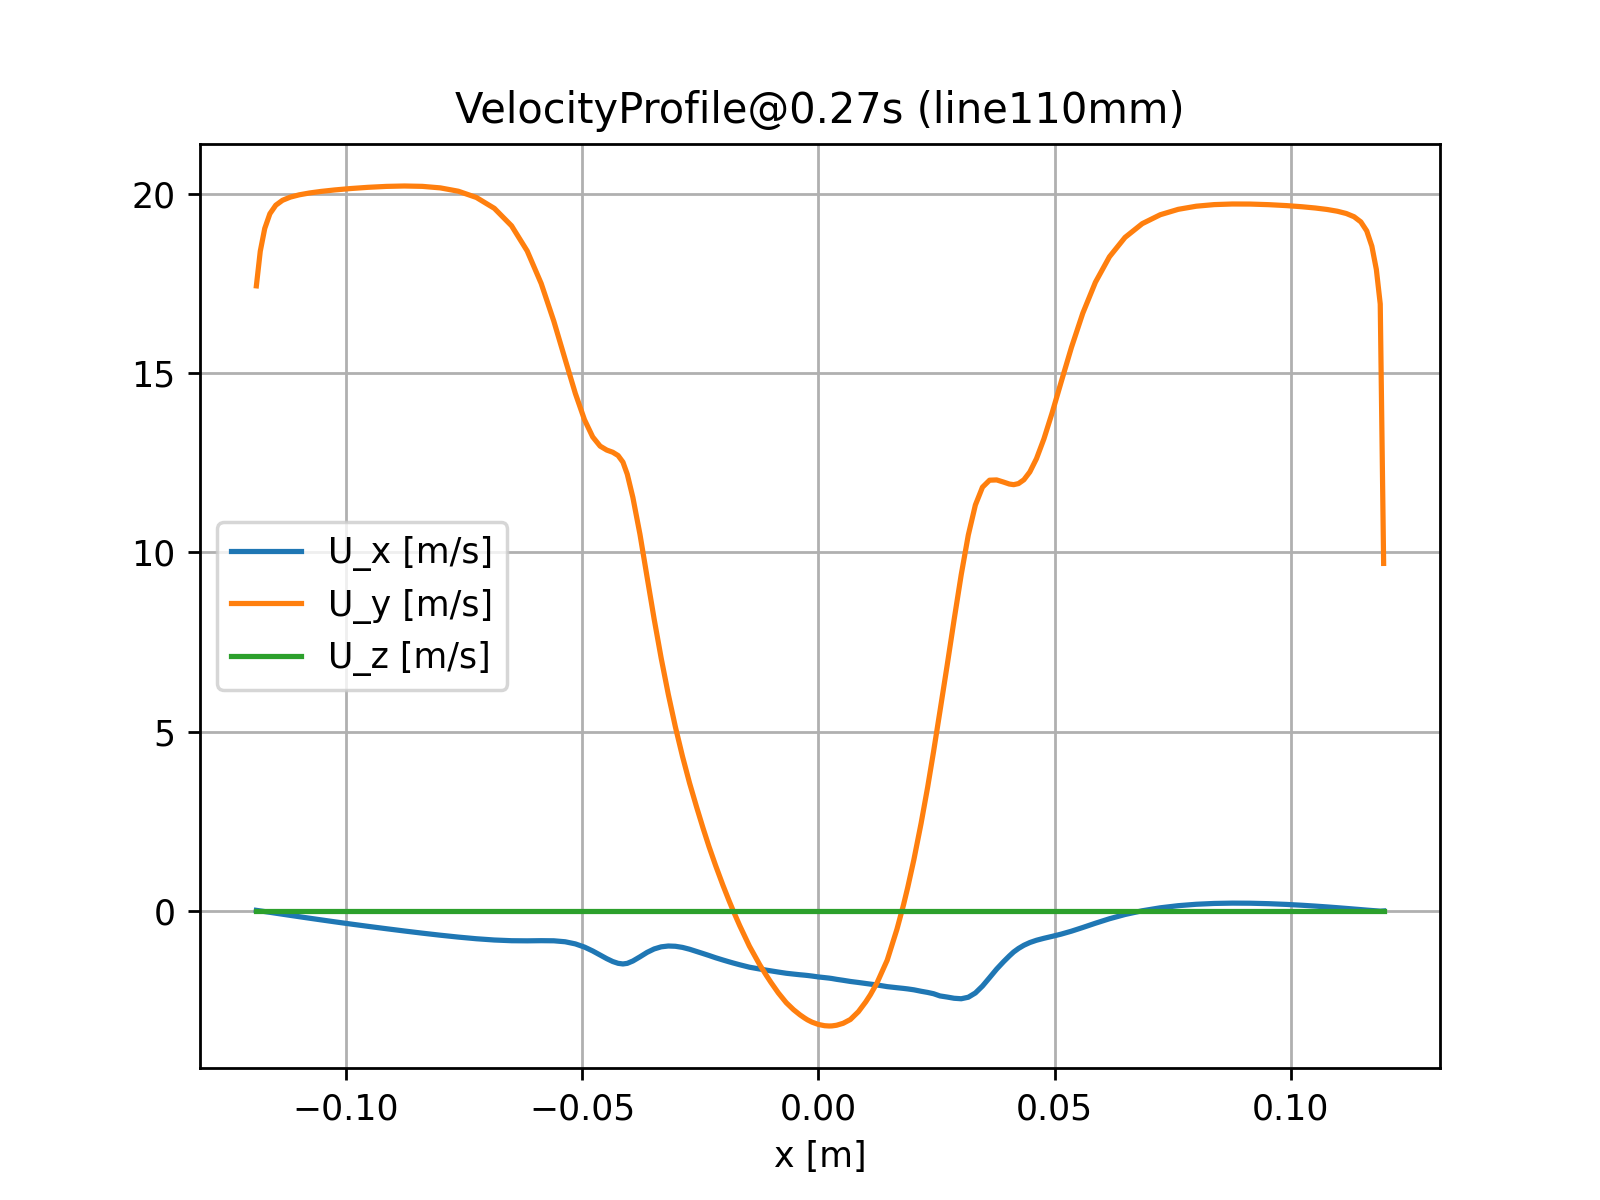 VelocityProfile@0.27s (line110mm)
20
15
10
5
0
U_x [m/s]
U_y [m/s]
U_z [m/s]
−0.10
−0.05
0.00
0.05
0.10
x [m]